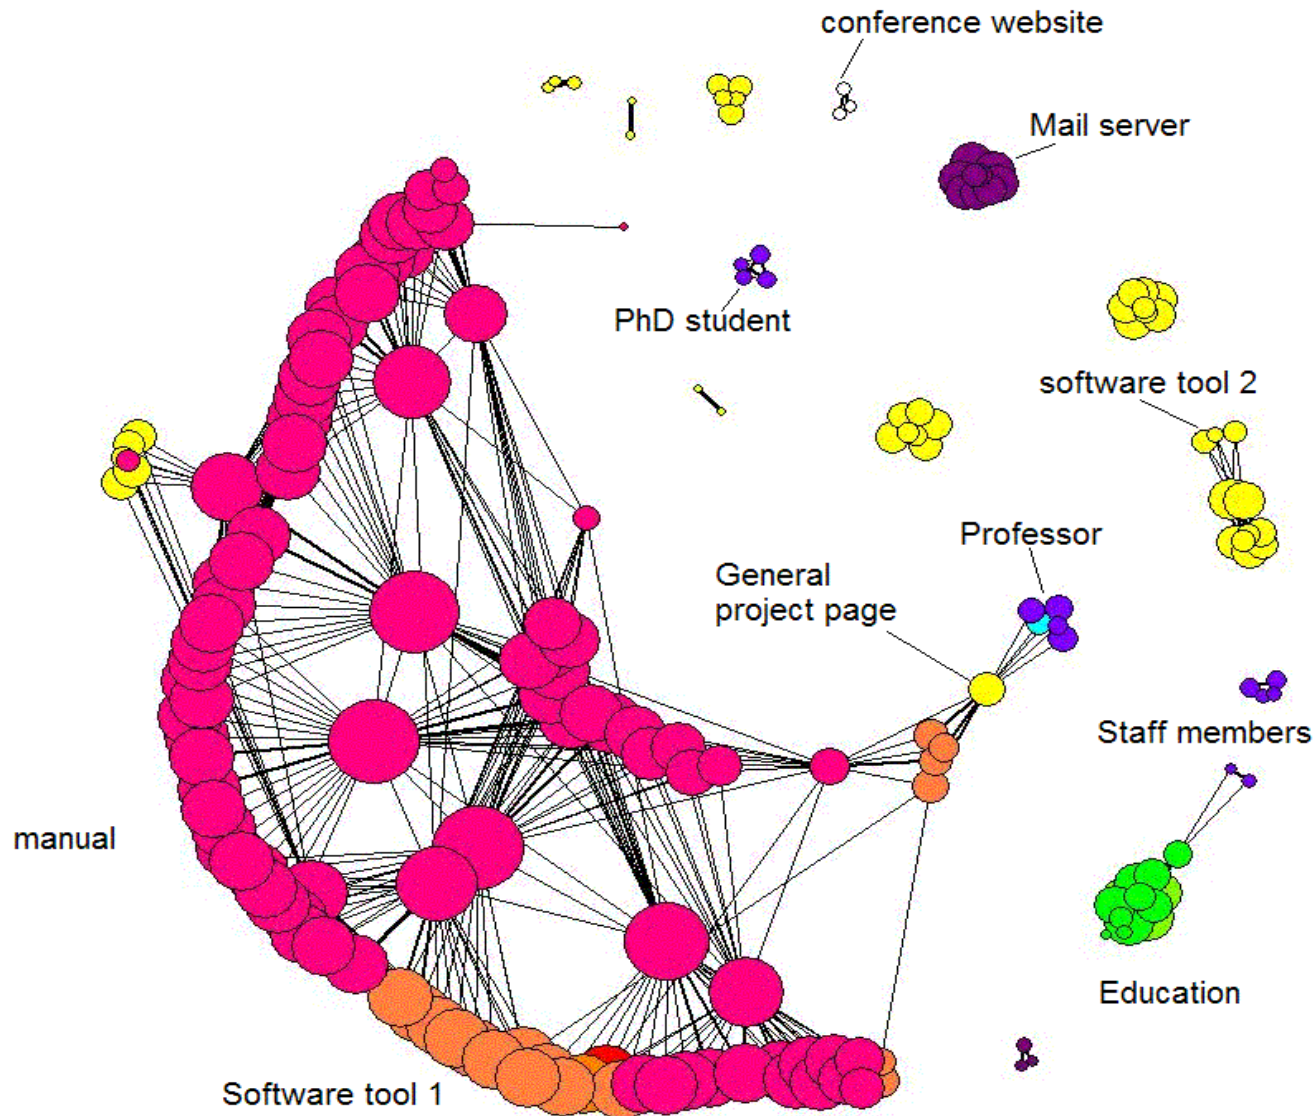 conference website
Mail server
PhD student
software tool 2
Professor
General
project page
Staff members
manual
Education
Software tool 1